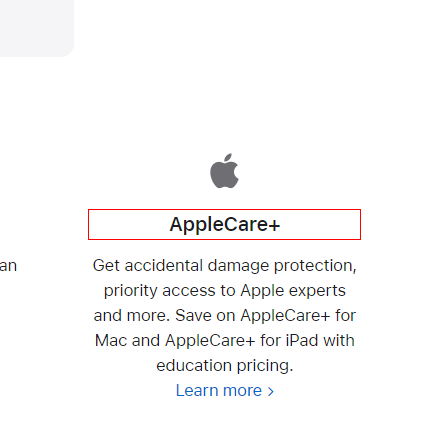 AppleCare+
an
Get accidental damage protection,
priority access to Apple experts
and more. Save on AppleCare+ for
Mac and AppleCare+ for iPad with
education pricing.
Learn more >